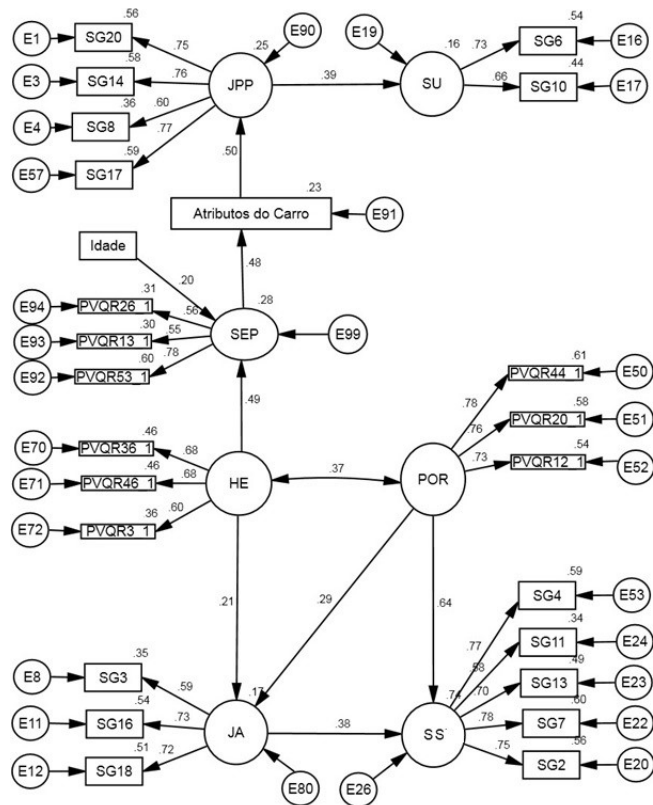 .56
E90
E19
.54
E1
SG20
.75
.25
.16
.73
SG6
E16
.58
.44
E3
SG14
.76
JPP
.39
SU
.66
SG10
E17
.36
.60
E4
SG8
.77
.59
E57
SG17
.50
.23
Atributos do Carro
E91
Idade
.48
.20
.31
.28
E94
PVQR26_1
.56
.30
SEP
E99
E93
PVQR13_1
.55
.60
.78
E92
PVQR53_1
.61
PVQR44_1
E50
.49
.78
.58
.76
PVQR20_1
E51
.46
.54
E70
PVQR36_1
.68
.73
PVQR12_1
E52
.46
.37
E71
PVQR46_1
.68
HE
POR
.36
.60
E72
PVQR3_1
.59
SG4
E53
.21
.29
.64
.34
.77
SG11
E24
.35
.58
.49
E8
SG3
.59
.17
.74
.70
SG13
E23
.54
.60
E11
SG16
.73
JA
.38
SS
.78
SG7
E22
.51
.72
.56
E12
SG18
.75
SG2
E20
E80
E26